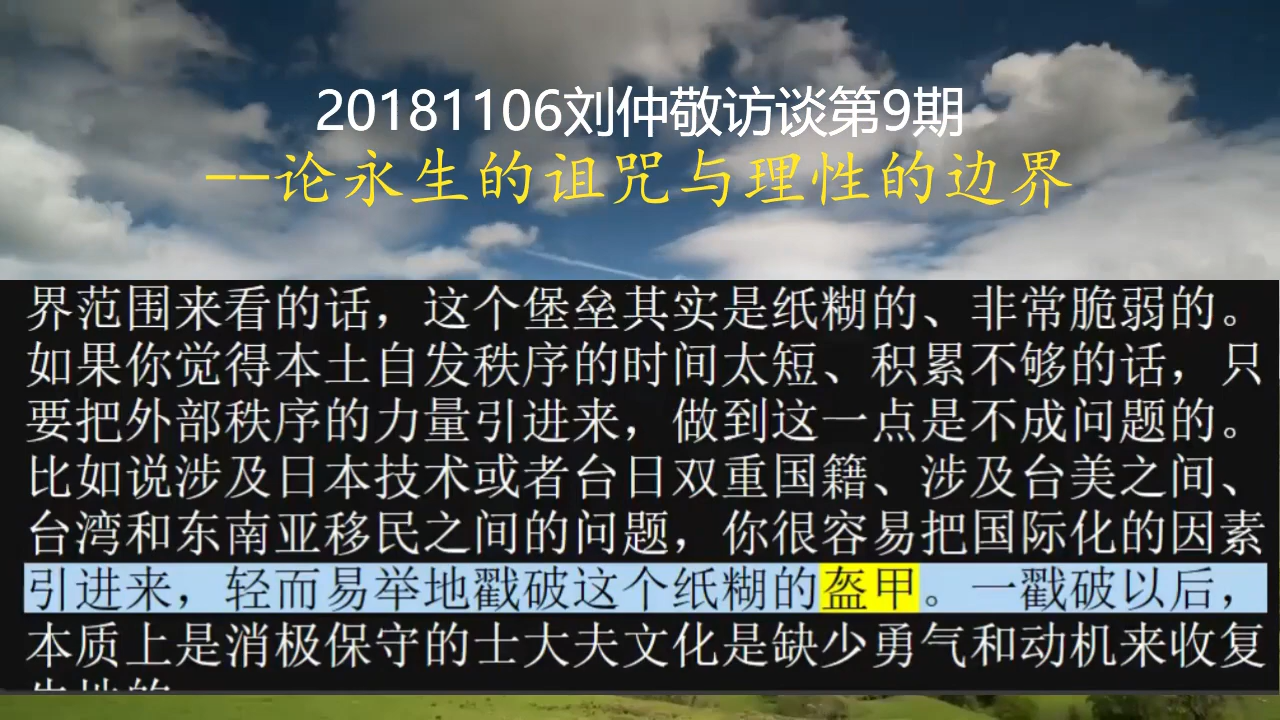 20181106刘仲敬访谈第9期
--论永生的诅咒与理性的边界
界范围来看的话，这个堡垒其实是纸糊的、非常脆弱的。
如果你觉得本土自发秩序的时间太短、积累不够的话，只
要把外部秩序的力量引进来，做到这一点是不成问题的。
比如说涉及日本技术或者台日双重国籍、涉及台美之间、
台湾和东南亚移民之间的问题，你很容易把国际化的因素
引进来，轻而易举地戳破这个纸糊的盔甲。一戳破以后，
本质上是消极保守的士大夫文化是缺少勇气和动机来收复